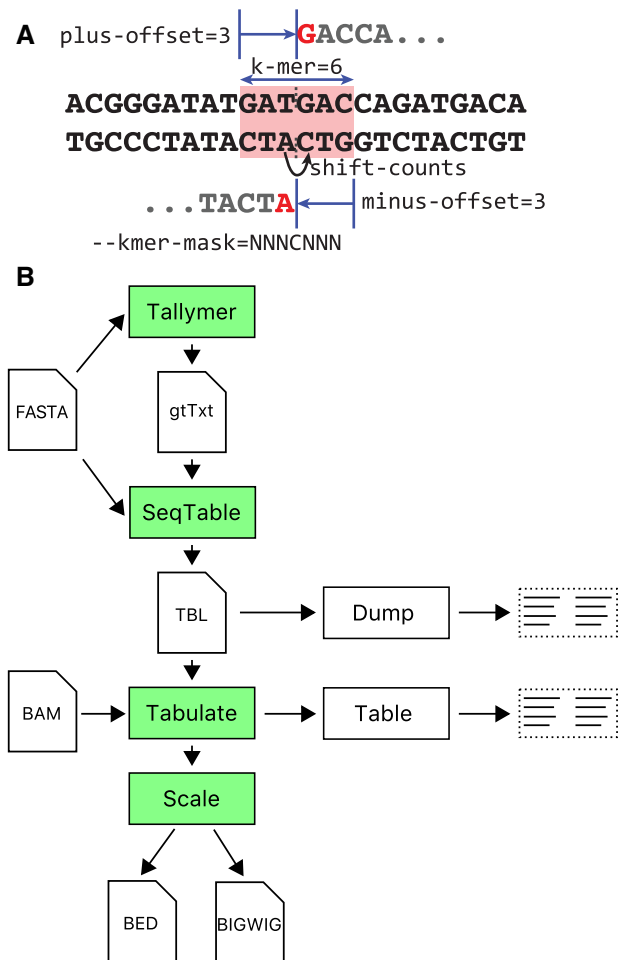 A
plus-offset=3 GACCA...
k-mer=6
ACGGGATATGATGACCAGATGACA
TGCCCTATACTACTGGTCTACTGT
shift-counts
...TACTA minus-offset=3
--kmer-mask=NNNCNNN
B
Tallymer
FASTA gtTxt
SeqTable
TBL Dump
BAM Tabulate Table
Scale
BED BIGWIG